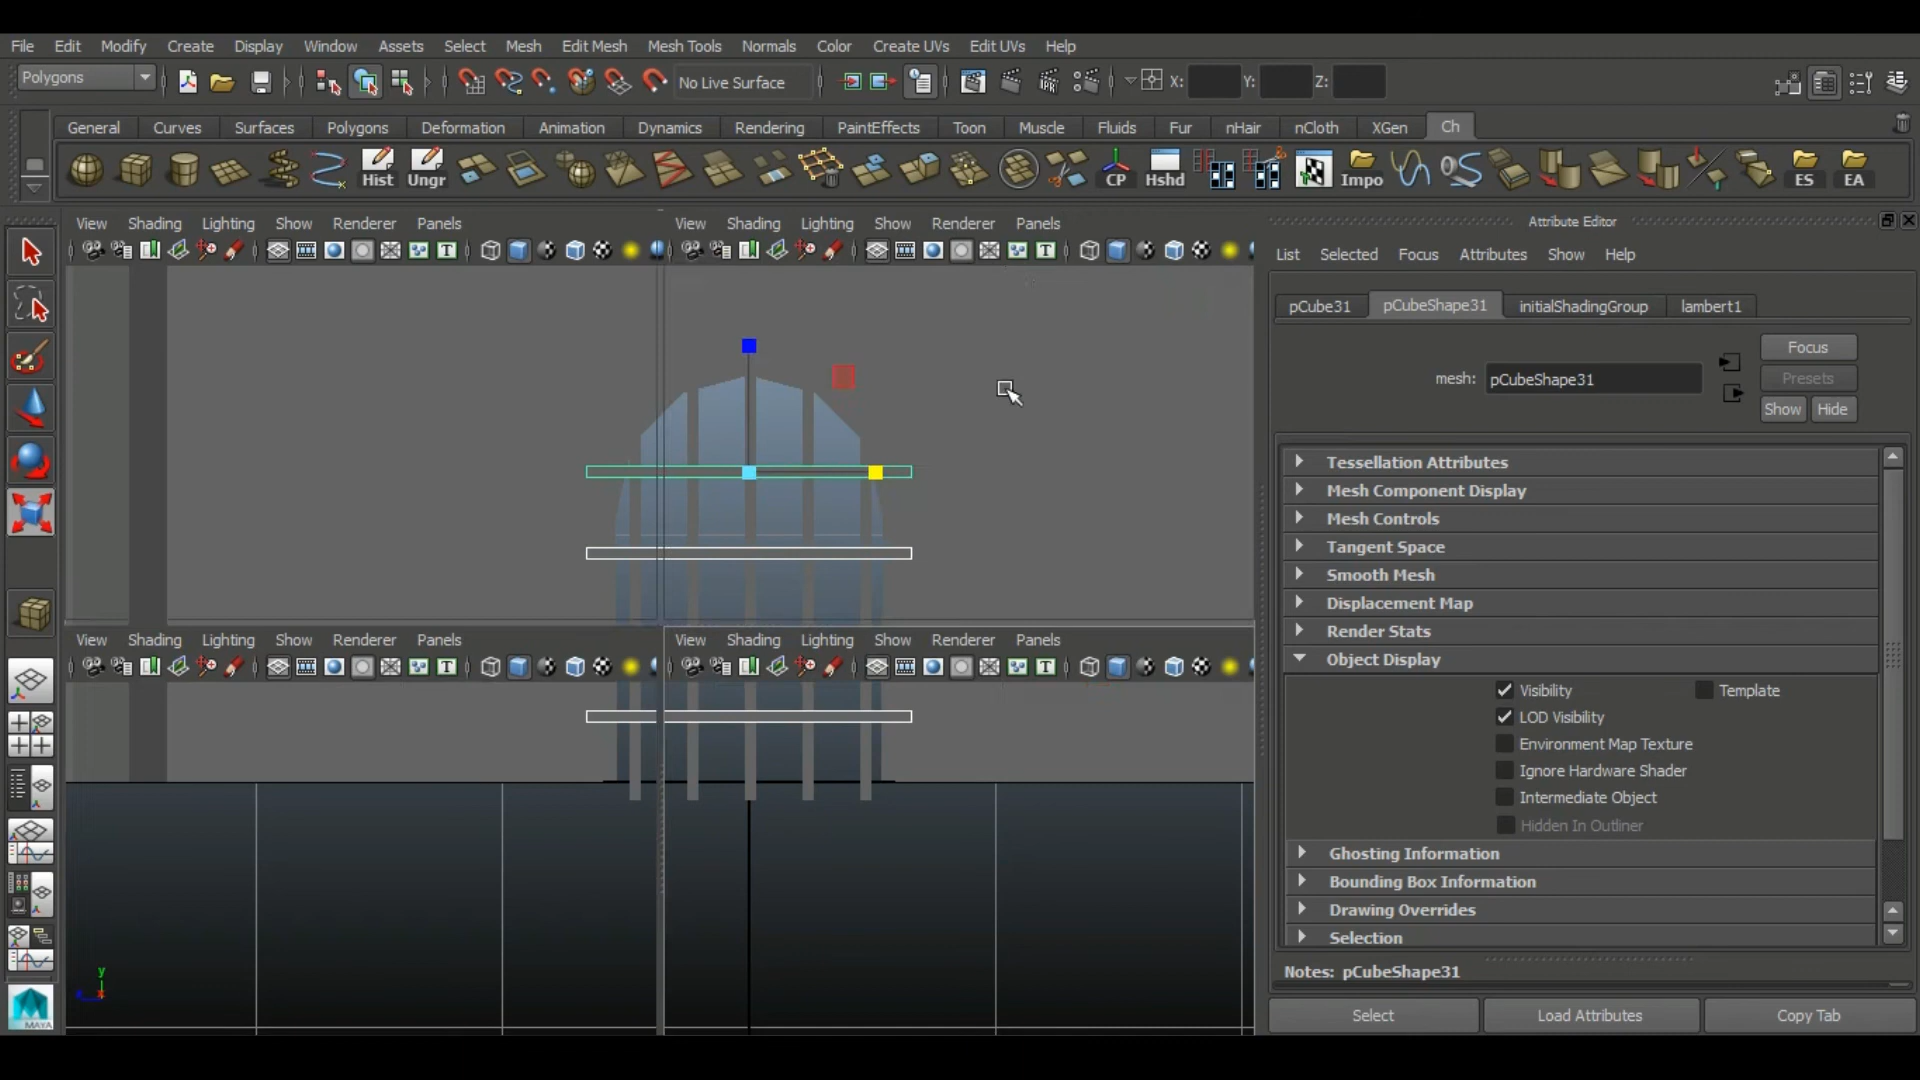 File Edit Modify Create Display Window Assets Select Mesh Edit Mesh Mesh Tools Normals Color Create UVs Edit UVs Help
Polygons No Live Surface X: Y: Z:
General Curves Surfaces Polygons Deformation Animation Dynamics Rendering PaintEffects Toon Muscle Fluids Fur nHair nCloth XGen Ch
Hist Ungr CP Hshd Impo ES EA
View Shading Lighting Show Renderer Panels
View Shading Lighting Show Renderer Panels
Attribute Editor
List Selected Focus Attributes Show Help
pCube31 pCubeShape31 initialShadingGroup lambert1
Focus
mesh: pCubeShape31
Presets
Show Hide
Tessellation Attributes
Mesh Component Display
Mesh Controls
Tangent Space
Smooth Mesh
Displacement Map
Render Stats
Object Display
View Shading Lighting Show Renderer Panels
View Shading Lighting Show Renderer Panels
Visibility Template
LOD Visibility
Environment Map Texture
Ignore Hardware Shader
Intermediate Object
Hidden In Outliner
Ghosting Information
Bounding Box Information
Drawing Overrides
Selection
Notes: pCubeShape31
Select Load Attributes Copy Tab
y
MAYA